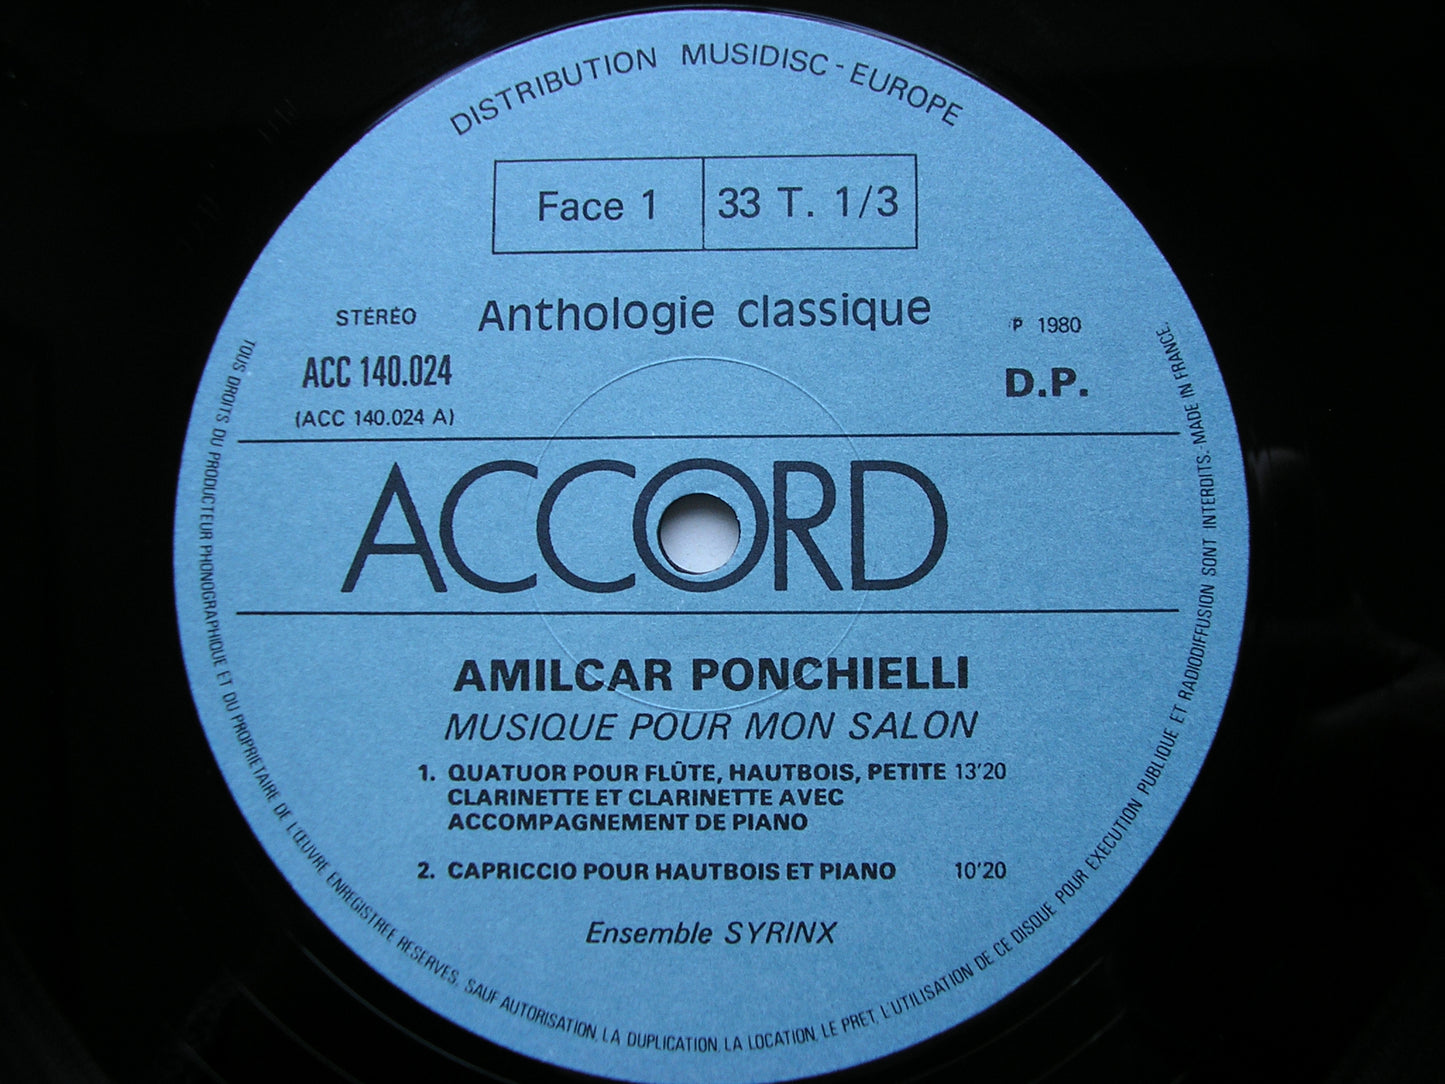 DISTRIBUTION MUSIDISC - EUROPE
Face 1 33 T. 1/3
Anthologie classique
STÉRÉO
ACC 140.024
(ACC 140.024 A)
P 1980
D.P.
ACCORD
AMILCAR PONCHIELLI
MUSIQUE POUR MON SALON
1. QUATUOR POUR FLÛTE, HAUTBOIS, PETITE 13'20
CLARINETTE ET CLARINETTE AVEC
ACCOMPAGNEMENT DE PIANO
2. CAPRICCIO POUR HAUTBOIS ET PIANO 10'20
Ensemble SYRINX
TOUS DROITS DU PRODUCTEUR PHONOGRAPHIQUE ET DU PROPRIETAIRE DE L'ŒUVRE ENREGISTREE RESERVES. SAUF AUTORISATION, LA DUPLICATION, LA LOCATION, LE PRET, L'UTILISATION DE CE DISQUE POUR EXECUTION PUBLIQUE ET RADIODIFFUSION SONT INTERDITS. MADE IN FRANCE.